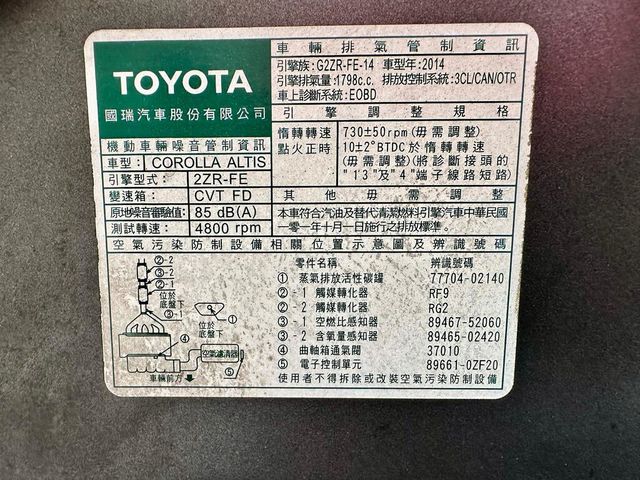 TOYOTA
國瑞汽車股份有限公司
機動車輛噪音管制資訊
車型: COROLLA ALTIS
引擎型式: 2ZR-FE
變速箱: CVT FD
原地噪音審驗值: 85 dB(A)
測試轉速: 4800 rpm
車輛排氣管制資訊
引擎族:G2ZR-FE-14 車型年:2014
引擎排氣量:1798c.c. 排放控制系統:3CL/CAN/OTR
車上診斷系統:EOBD
引擎調整規格
惰轉轉速 730±50rpm(毋需調整)
點火正時 10±2°BTDC於惰轉轉速
(毋需調整)(將診斷接頭的
"13"及"4"端子線路短路)
其他毋需調整
本車符合汽油及替代清潔燃料引擎汽車中華民國
一零一年十月一日施行之排放標準。
空氣污染防制設備相關位置示意圖及辨識號碼
②-2
③-2
②-1
③-1
位於
底盤下
位於
底盤下
①
④
空氣濾清器
⑤
車輛前方
零件名稱 辨識號碼
① 蒸氣排放活性碳罐 77704-02140
②-1 觸媒轉化器 RF9
②-2 觸媒轉化器 RG2
③-1 空燃比感知器 89467-52060
③-2 含氧量感知器 89465-02420
④ 曲軸箱通氣閥 37010
⑤ 電子控制單元 89661-0ZF20
使用者不得拆除或改裝空氣污染防制設備